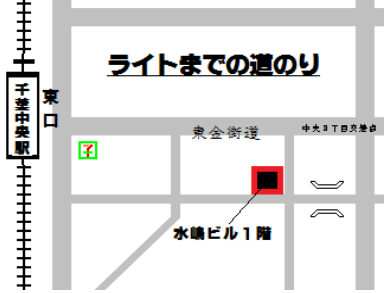 ライトまでの道のり
千葉中央駅
東口
東金街道
中央3丁目交差点
水嶋ビル1階